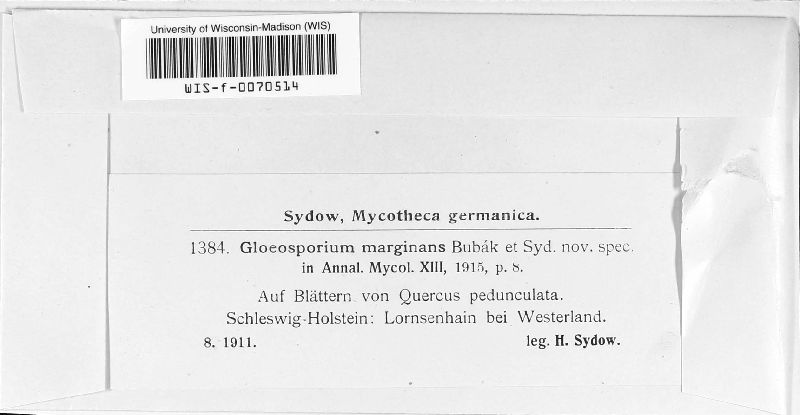 University of Wisconsin-Madison (WIS)
WIS-f-0070514
Sydow, Mycotheca germanica.
1384. Gloeosporium marginans Bubák et Syd. nov. spec.
in Annal. Mycol. XIII, 1915, p. 8.
Auf Blättern von Quercus pedunculata.
Schleswig-Holstein: Lornsenhain bei Westerland.
8. 1911. leg. H. Sydow.